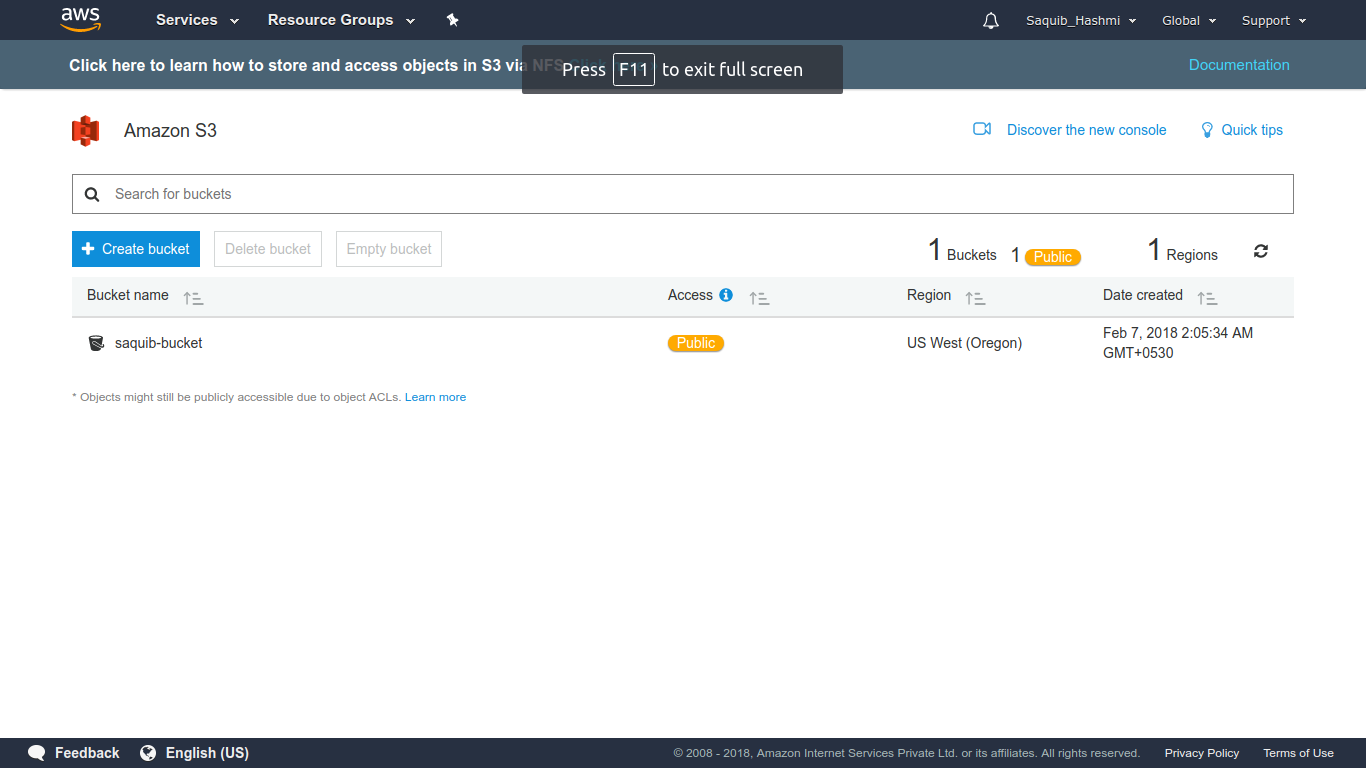 aws Services Resource Groups Saquib_Hashmi Global Support
Click here to learn how to store and access objects in S3 via NFS Documentation
Press F11 to exit full screen
Amazon S3 Discover the new console Quick tips
Search for buckets
Create bucket Delete bucket Empty bucket 1 Buckets 1 Public 1 Regions
Bucket name Access Region Date created
saquib-bucket Public US West (Oregon) Feb 7, 2018 2:05:34 AM
GMT+0530
* Objects might still be publicly accessible due to object ACLs. Learn more
Feedback English (US) © 2008 - 2018, Amazon Internet Services Private Ltd. or its affiliates. All rights reserved. Privacy Policy Terms of Use